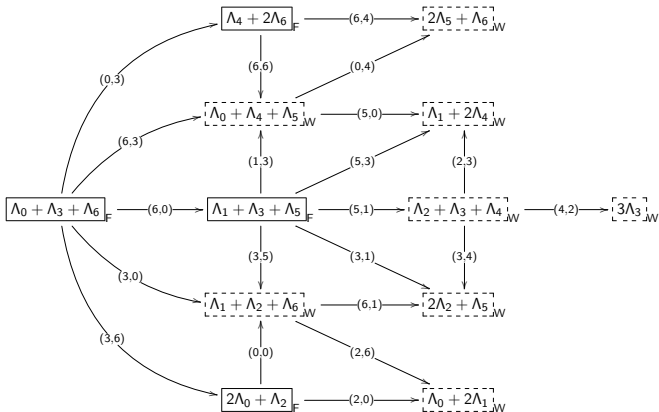 Λ₄ + 2Λ₆ F (6,4) 2Λ₅ + Λ₆ W
(0,3) (6,6) (0,4)
(6,3) Λ₀ + Λ₄ + Λ₅ W (5,0) Λ₁ + 2Λ₄ W
(1,3) (5,3) (2,3)
Λ₀ + Λ₃ + Λ₆ F (6,0) Λ₁ + Λ₃ + Λ₅ F (5,1) Λ₂ + Λ₃ + Λ₄ W (4,2) 3Λ₃ W
(3,5) (3,1) (3,4)
(3,0) Λ₁ + Λ₂ + Λ₆ W (6,1) 2Λ₂ + Λ₅ W
(3,6) (0,0) (2,6)
2Λ₀ + Λ₂ F (2,0) Λ₀ + 2Λ₁ W